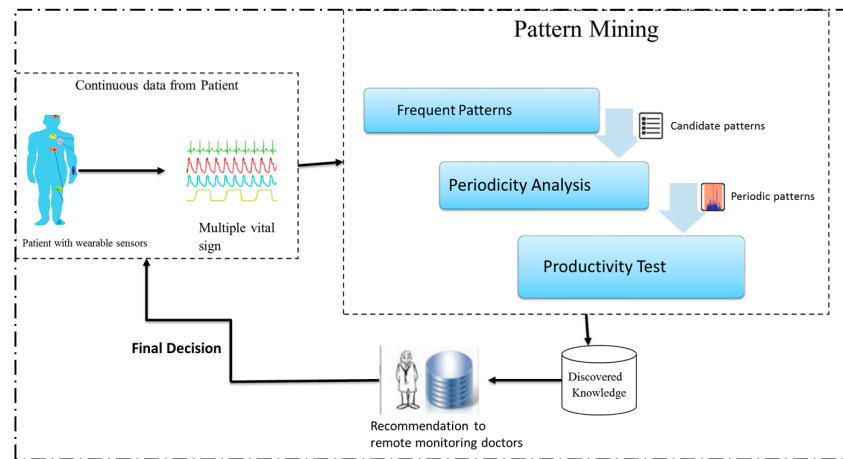 Pattern Mining
Continuous data from Patient
Frequent Patterns
Candidate patterns
Periodicity Analysis
Periodic patterns
Multiple vital
sign
Patient with wearable sensors
Productivity Test
Final Decision
Discovered
Knowledge
Recommendation to
remote monitoring doctors